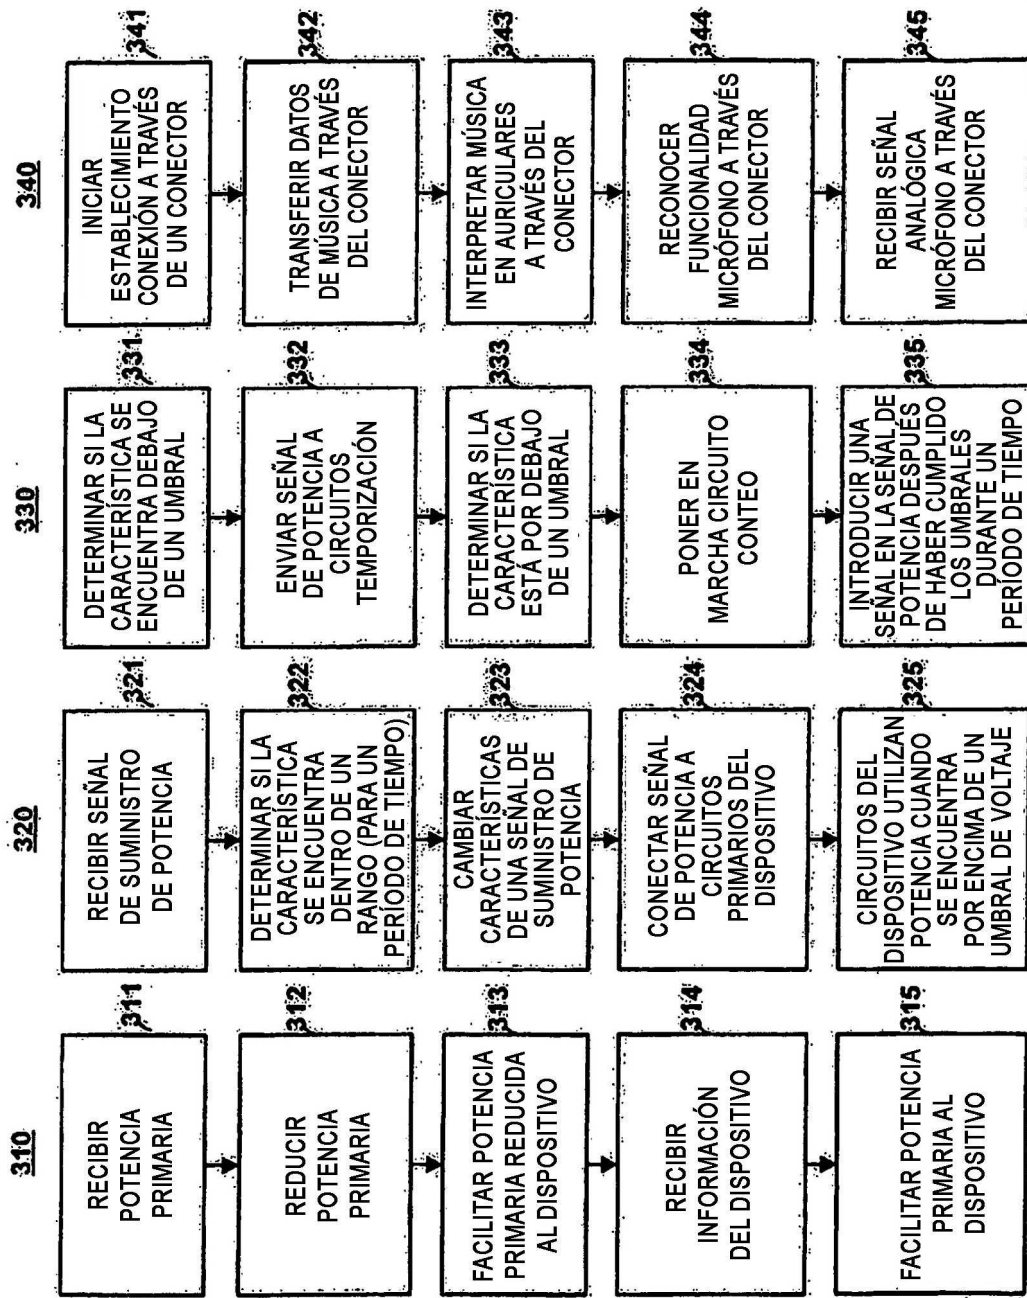 310
311
RECIBIR
POTENCIA
PRIMARIA
312
REDUCIR
POTENCIA
PRIMARIA
313
FACILITAR POTENCIA
PRIMARIA REDUCIDA
AL DISPOSITIVO
314
RECIBIR
INFORMACIÓN
DEL DISPOSITIVO
315
FACILITAR POTENCIA
PRIMARIA AL
DISPOSITIVO
320
321
RECIBIR SEÑAL
DE SUMINISTRO
DE POTENCIA
322
DETERMINAR SI LA
CARACTERÍSTICA
SE ENCUENTRA
DENTRO DE UN
RANGO (PARA UN
PERÍODO DE TIEMPO)
323
CAMBIAR
CARACTERÍSTICAS
DE UNA SEÑAL DE
SUMINISTRO DE
POTENCIA
324
CONECTAR SEÑAL
DE POTENCIA A
CIRCUITOS
PRIMARIOS DEL
DISPOSITIVO
325
CIRCUITOS DEL
DISPOSITIVO UTILIZAN
POTENCIA CUANDO
SE ENCUENTRA
POR ENCIMA DE UN
UMBRAL DE VOLTAJE
330
331
DETERMINAR SI LA
CARACTERÍSTICA SE
ENCUENTRA DEBAJO
DE UN UMBRAL
332
ENVIAR SEÑAL
DE POTENCIA A
CIRCUITOS
TEMPORIZACIÓN
333
DETERMINAR SI LA
CARACTERÍSTICA
ESTÁ POR DEBAJO
DE UN UMBRAL
334
PONER EN
MARCHA CIRCUITO
CONTEO
335
INTRODUCIR UNA
SEÑAL EN LA SEÑAL DE
POTENCIA DESPUÉS
DE HABER CUMPLIDO
LOS UMBRALES
DURANTE UN
PERÍODO DE TIEMPO
340
341
INICIAR
ESTABLECIMIENTO
CONEXIÓN A TRAVÉS
DE UN CONECTOR
342
TRANSFERIR DATOS
DE MÚSICA A TRAVÉS
DEL CONECTOR
343
INTERPRETAR MÚSICA
EN AURICULARES
A TRAVÉS DEL
CONECTOR
344
RECONOCER
FUNCIONALIDAD
MICRÓFONO A TRAVÉS
DEL CONECTOR
345
RECIBIR SEÑAL
ANALÓGICA
MICRÓFONO A TRAVÉS
DEL CONECTOR